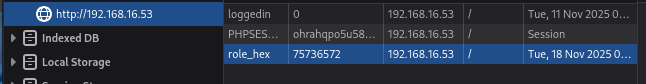 http://192.168.16.53
loggedin 0 192.168.16.53 / Tue, 11 Nov 2025 0...
PHPSES... ohrahqpo5u58... 192.168.16.53 / Session
Indexed DB
role_hex 75736572 192.168.16.53 / Tue, 18 Nov 2025 0...
Local Storage